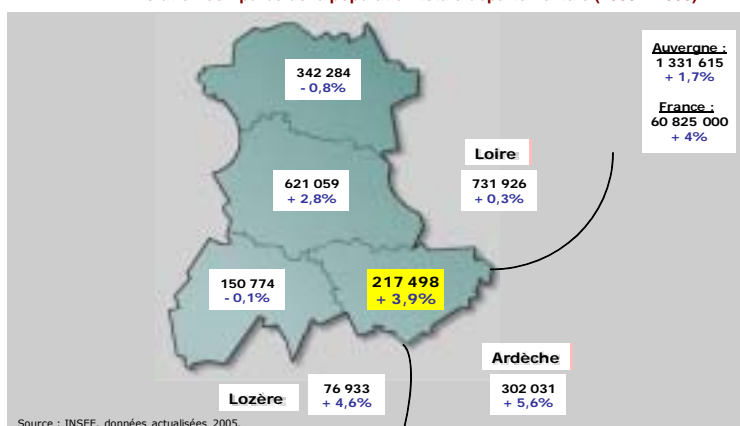 342 284
- 0,8%
Auvergne :
1 331 615
+ 1,7%
France :
60 825 000
+ 4%
Loire
621 059
+ 2,8%
731 926
+ 0,3%
150 774
- 0,1%
217 498
+ 3,9%
Ardèche
302 031
+ 5,6%
Lozère
76 933
+ 4,6%
Source : INSEE, données actualisées 2005.